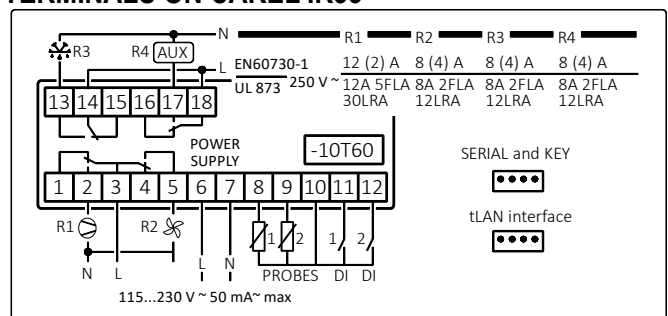 TERMINALS ON CAREL IR33
N R1 R2 R3 R4
R3 R4 AUX
L EN60730-1 250 V ~ 12 (2) A 8 (4) A 8 (4) A 8 (4) A
UL 873 12A 5FLA 8A 2FLA 8A 2FLA 8A 2FLA
30LRA 12LRA 12LRA 12LRA
13 14 15 16 17 18
POWER
SUPPLY
-10T60
SERIAL and KEY
1 2 3 4 5 6 7 8 9 10 11 12
tLAN interface
R1 R2 1 2 1 2
N L L N PROBES DI DI
115...230 V ~ 50 mA~ max